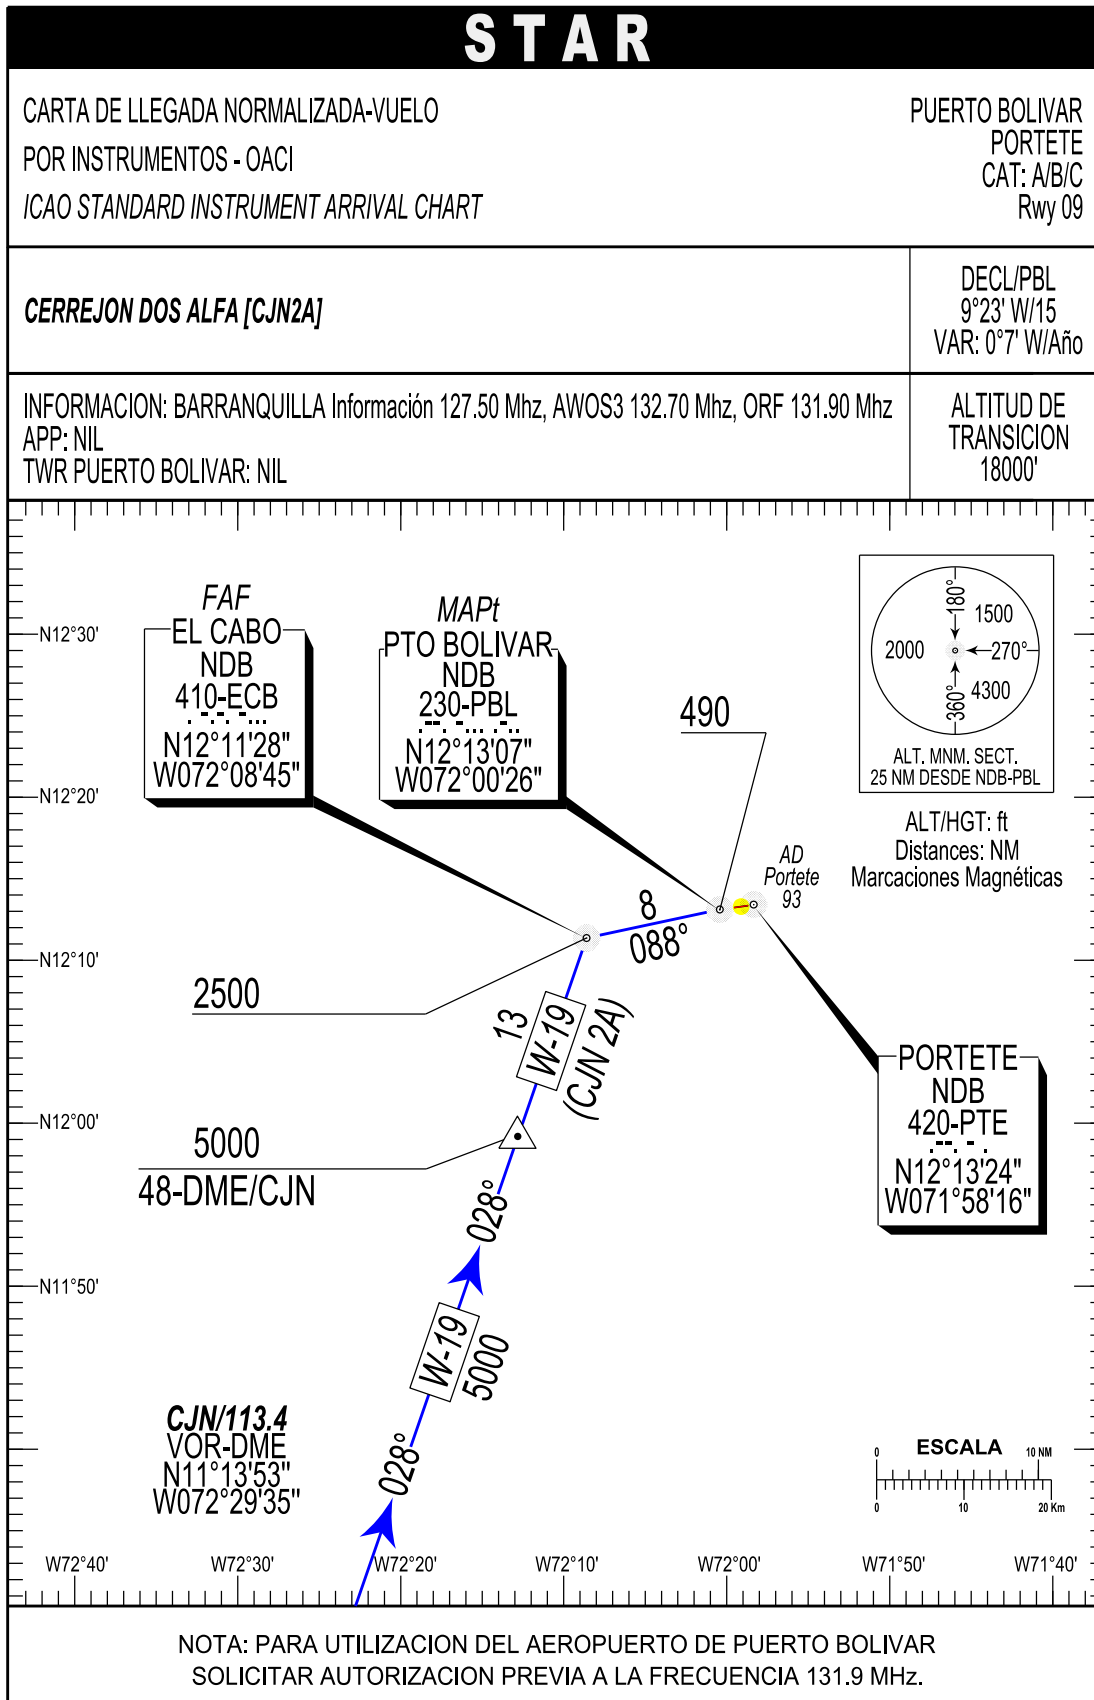 STAR
CARTA DE LLEGADA NORMALIZADA-VUELO
POR INSTRUMENTOS - OACI
ICAO STANDARD INSTRUMENT ARRIVAL CHART
PUERTO BOLIVAR
PORTETE
CAT: A/B/C
Rwy 09
CERREJON DOS ALFA [CJN2A]
DECL/PBL
9°23' W/15
VAR: 0°7' W/Año
INFORMACION: BARRANQUILLA Información 127.50 Mhz, AWOS3 132.70 Mhz, ORF 131.90 Mhz
APP: NIL
TWR PUERTO BOLIVAR: NIL
ALTITUD DE
TRANSICION
18000'
FAF
EL CABO
NDB
410-ECB
N12°11'28"
W072°08'45"
MAPt
PTO BOLIVAR
NDB
230-PBL
N12°13'07"
W072°00'26"
490
180°
1500
2000
270°
360°
4300
ALT. MNM. SECT.
25 NM DESDE NDB-PBL
ALT/HGT: ft
Distances: NM
Marcaciones Magnéticas
AD
Portete
93
8
088°
2500
13
W-19
(CJN 2A)
5000
48-DME/CJN
PORTETE
NDB
420-PTE
N12°13'24"
W071°58'16"
028°
W-19
5000
028°
CJN/113.4
VOR-DME
N11°13'53"
W072°29'35"
N12°30'
N12°20'
N12°10'
N12°00'
N11°50'
0 ESCALA 10 NM
0 10 20 Km
W72°40' W72°30' W72°20' W72°10' W72°00' W71°50' W71°40'
NOTA: PARA UTILIZACION DEL AEROPUERTO DE PUERTO BOLIVAR
SOLICITAR AUTORIZACION PREVIA A LA FRECUENCIA 131.9 MHz.